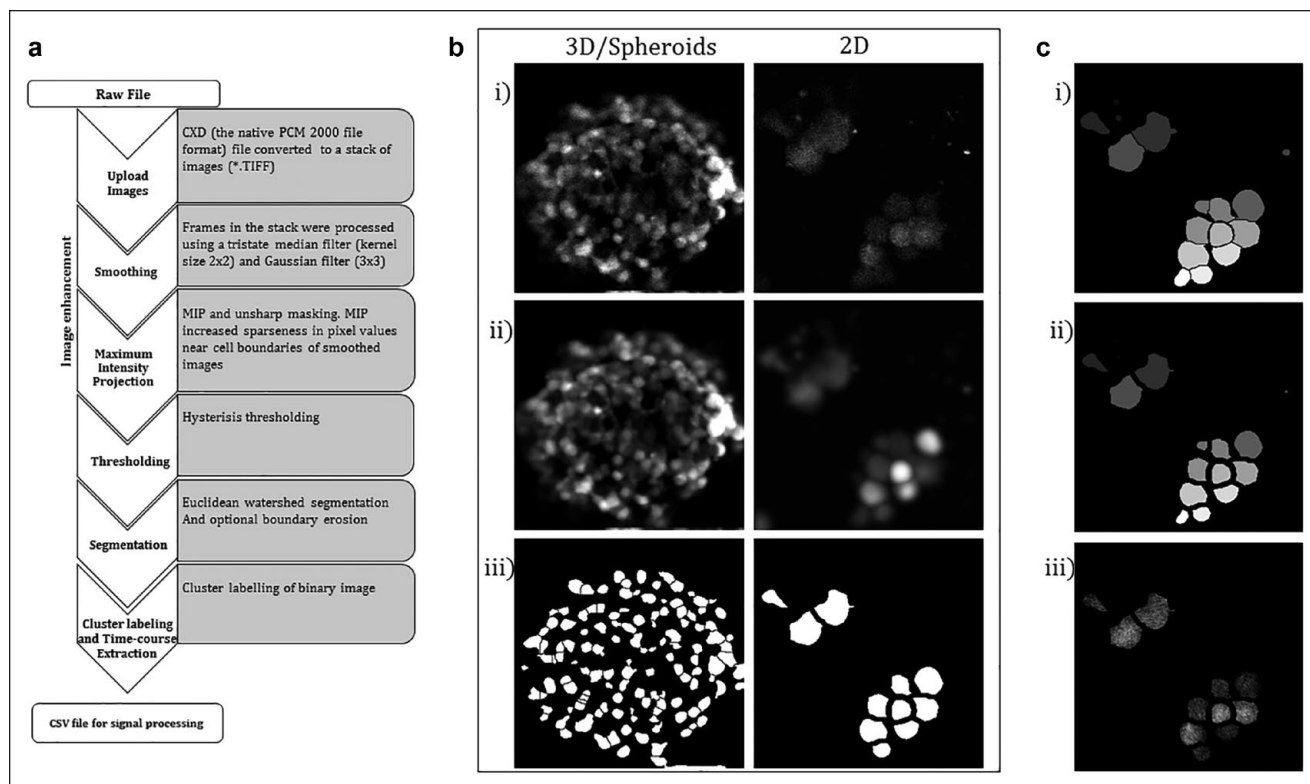 a
Raw File
Image enhancement
Upload
Images
CXD (the native PCM 2000 file
format) file converted to a stack of
images (*.TIFF)
Smoothing
Frames in the stack were processed
using a tristate median filter (kernel
size 2x2) and Gaussian filter (3x3)
Maximum
Intensity
Projection
MIP and unsharp masking. MIP
increased sparseness in pixel values
near cell boundaries of smoothed
images
Thresholding
Hysterisis thresholding
Segmentation
Euclidean watershed segmentation
And optional boundary erosion
Cluster labeling
and Time-course
Extraction
Cluster labelling of binary image
CSV file for signal processing
b
3D/Spheroids
2D
i)
ii)
iii)
c
i)
ii)
iii)